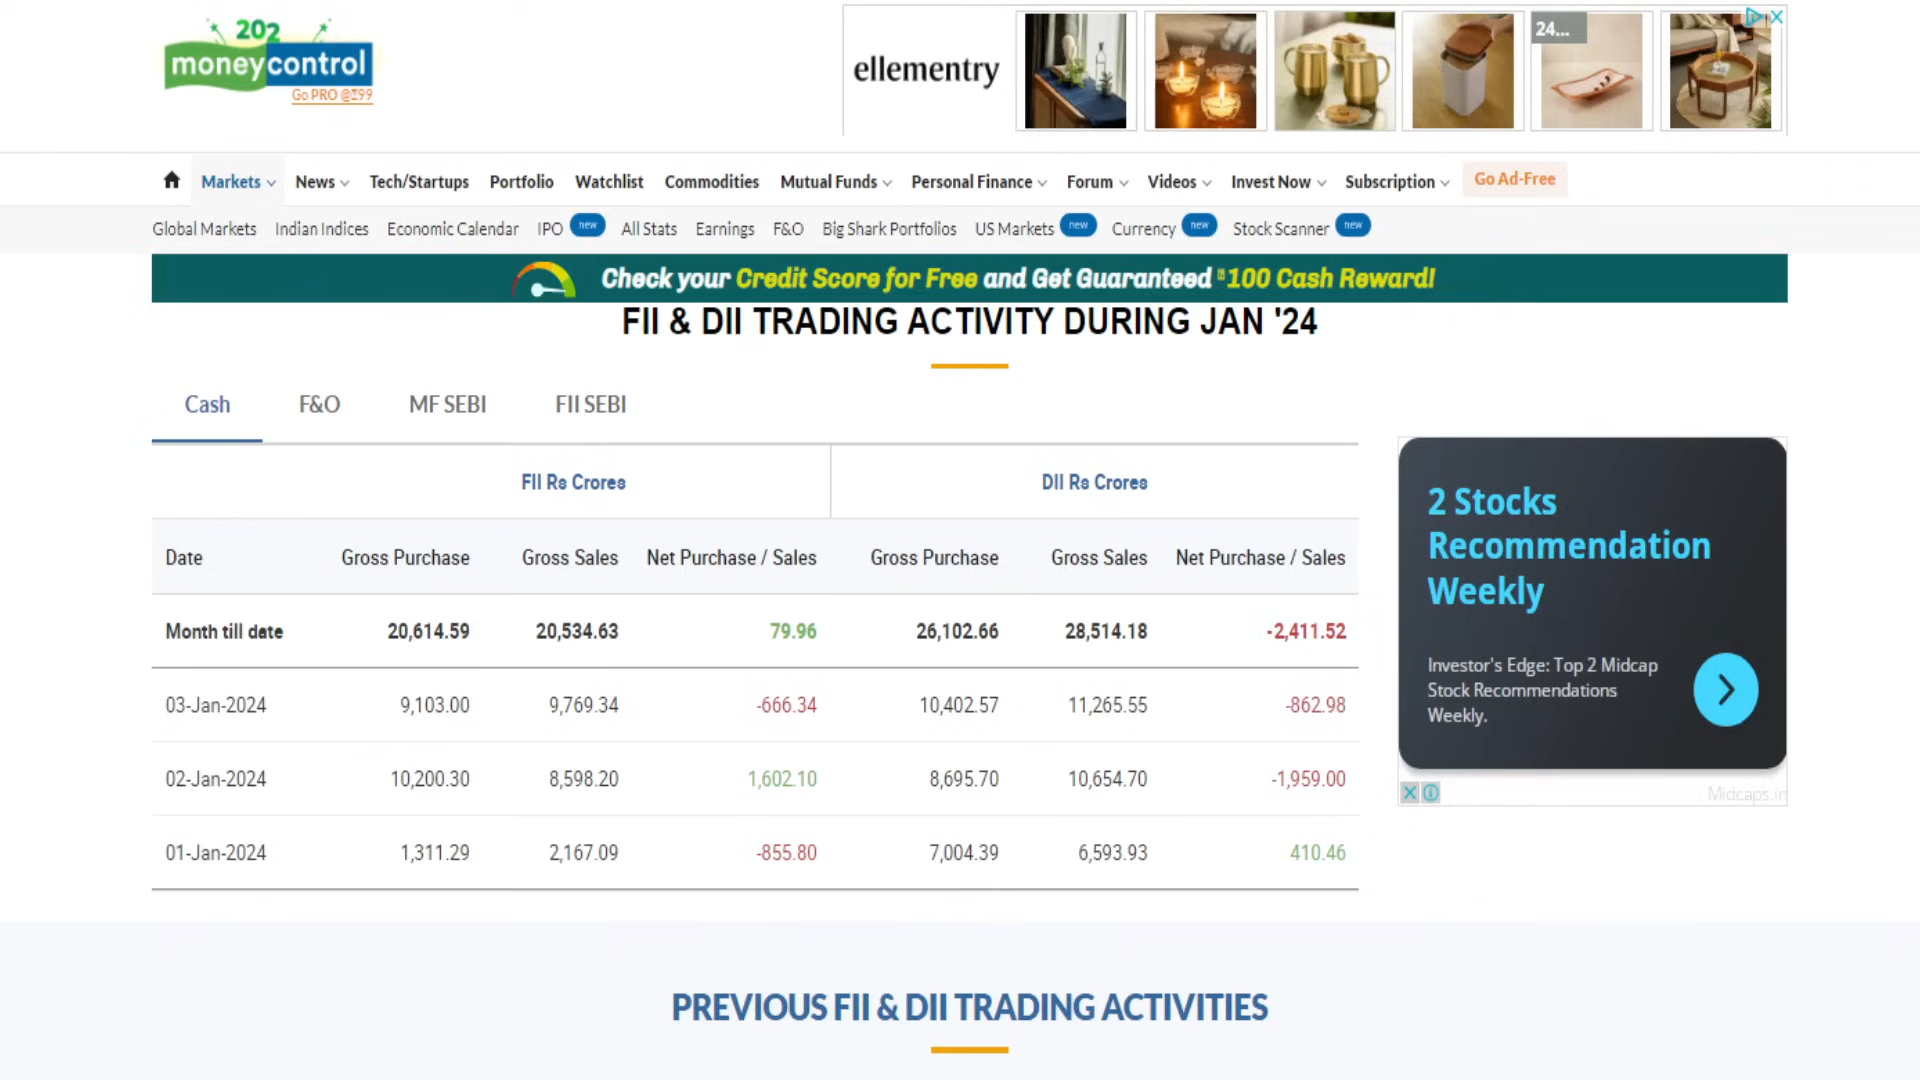 202
moneycontrol
Go PRO @₹99
ellementry
24...
Markets News Tech/Startups Portfolio Watchlist Commodities Mutual Funds Personal Finance Forum Videos Invest Now Subscription Go Ad-Free
Global Markets Indian Indices Economic Calendar IPO new All Stats Earnings F&O Big Shark Portfolios US Markets new Currency new Stock Scanner new
Check your Credit Score for Free and Get Guaranteed 100 Cash Reward!
FII & DII TRADING ACTIVITY DURING JAN '24
Cash F&O MF SEBI FII SEBI
FII Rs Crores DII Rs Crores
Date Gross Purchase Gross Sales Net Purchase / Sales Gross Purchase Gross Sales Net Purchase / Sales
Month till date 20,614.59 20,534.63 79.96 26,102.66 28,514.18 -2,411.52
03-Jan-2024 9,103.00 9,769.34 -666.34 10,402.57 11,265.55 -862.98
02-Jan-2024 10,200.30 8,598.20 1,602.10 8,695.70 10,654.70 -1,959.00
01-Jan-2024 1,311.29 2,167.09 -855.80 7,004.39 6,593.93 410.46
2 Stocks
Recommendation
Weekly
Investor's Edge: Top 2 Midcap
Stock Recommendations
Weekly.
Midcaps.in
PREVIOUS FII & DII TRADING ACTIVITIES